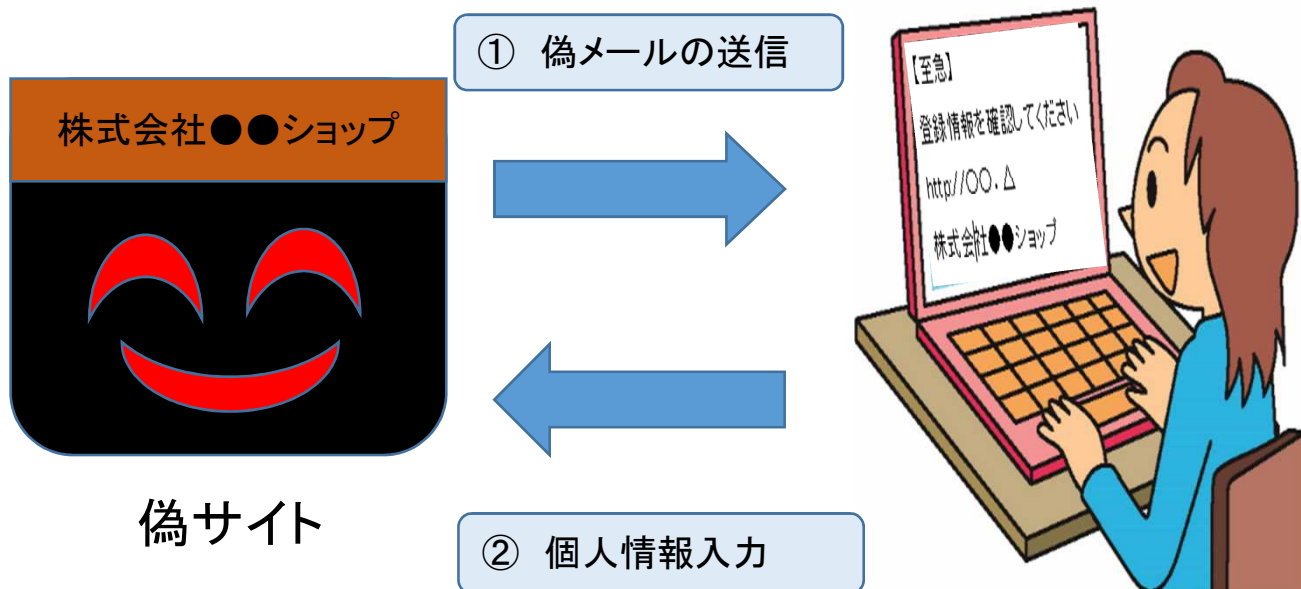 ① 偽メールの送信
株式会社●●ショップ
【至急】
登録情報を確認してください
http://〇〇.△
株式会社●●ショップ
偽サイト
② 個人情報入力